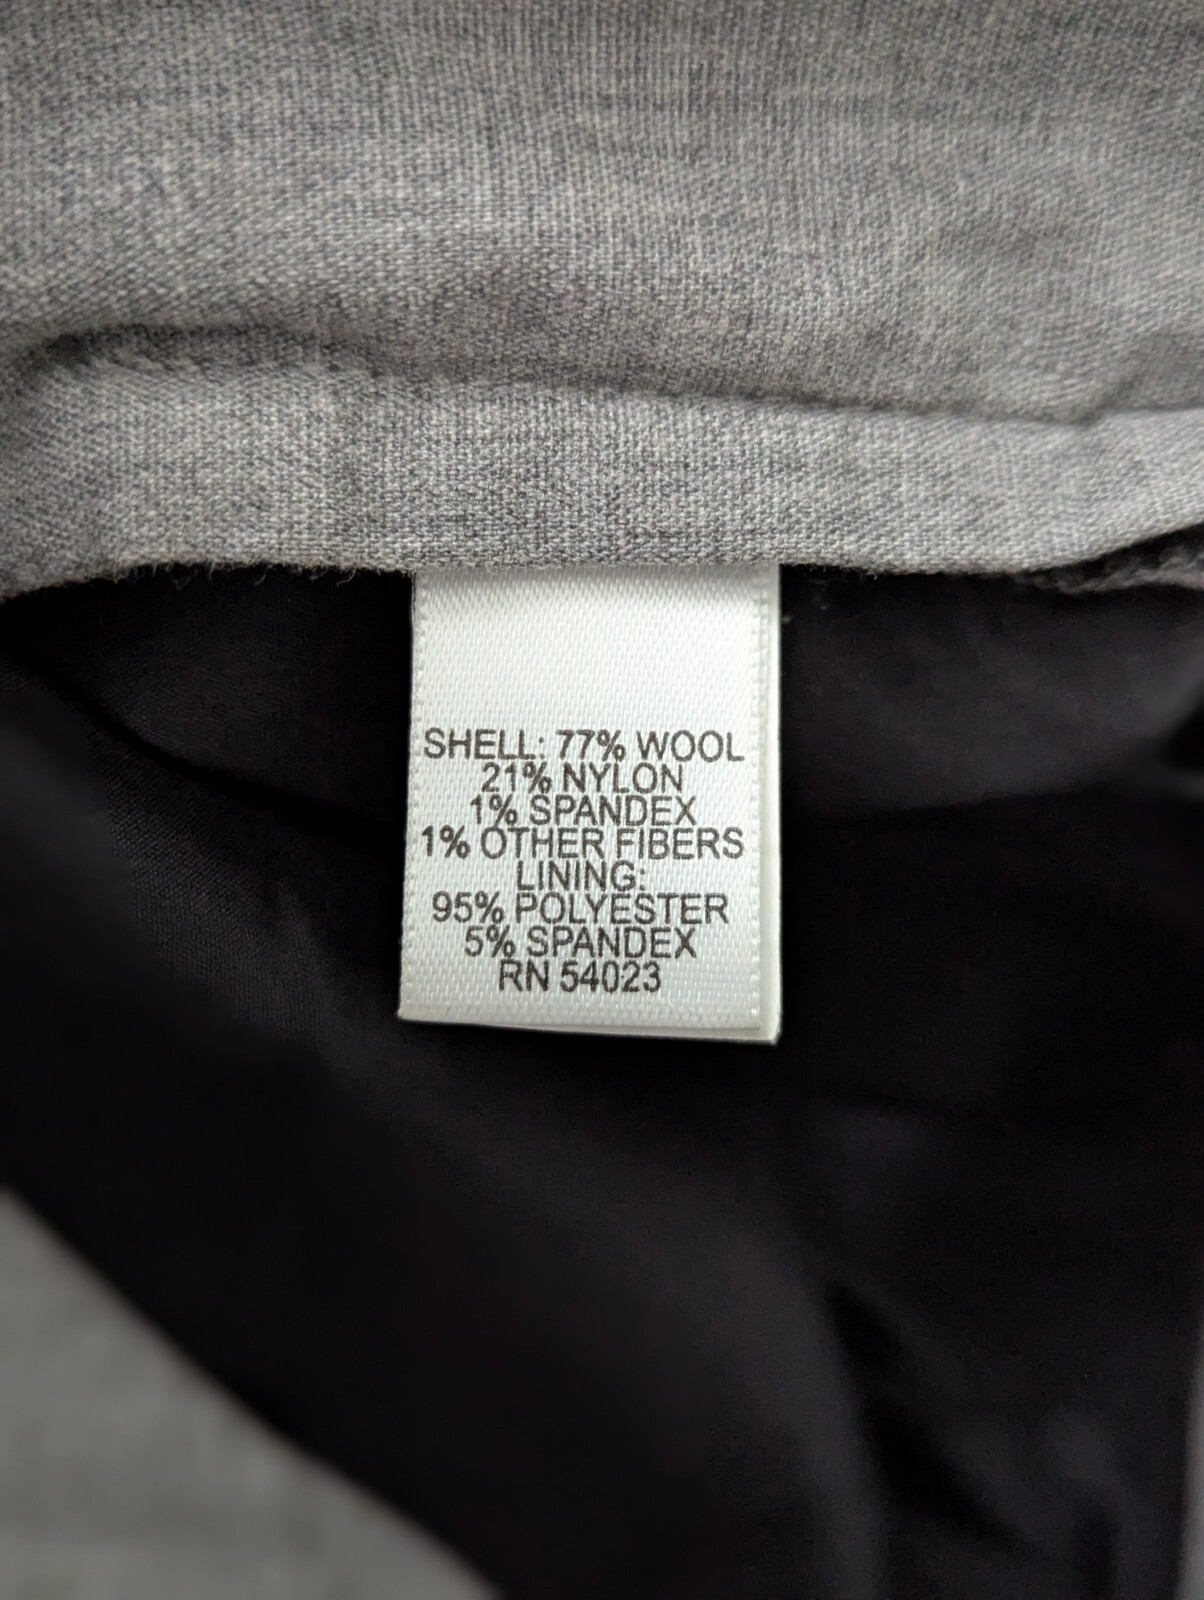 SHELL: 77% WOOL
21% NYLON
1% SPANDEX
1% OTHER FIBERS
LINING:
95% POLYESTER
5% SPANDEX
RN 54023